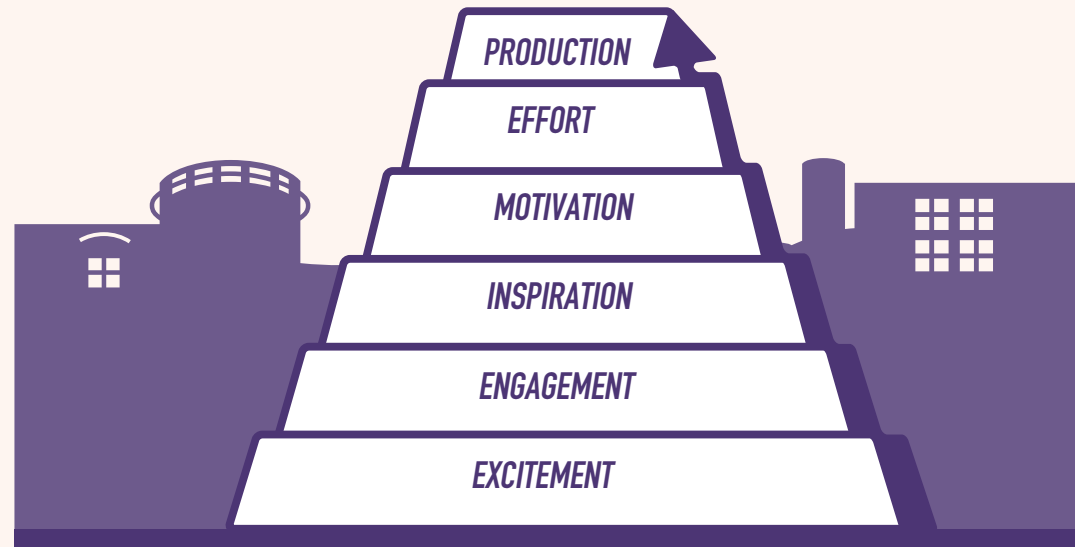 PRODUCTION
EFFORT
MOTIVATION
INSPIRATION
ENGAGEMENT
EXCITEMENT